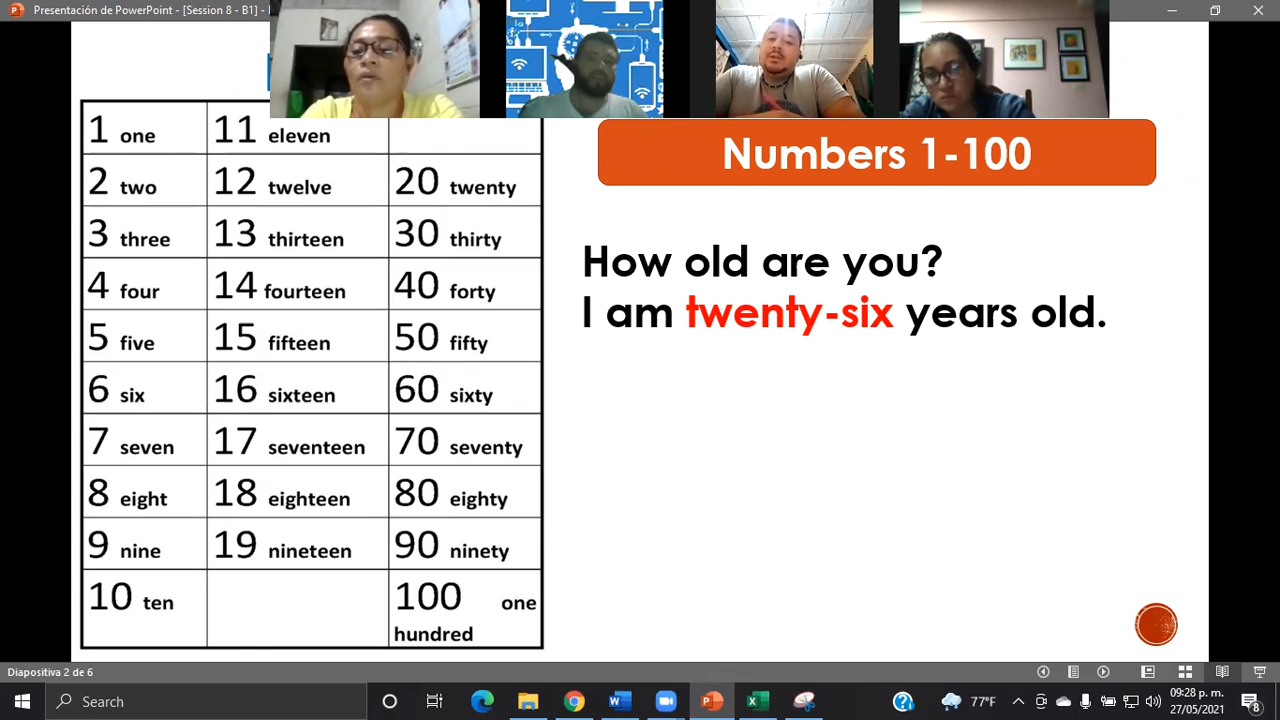 Presentación de PowerPoint - [Session 8 - B1] -
1 one 11 eleven
2 two 12 twelve 20 twenty
3 three 13 thirteen 30 thirty
4 four 14 fourteen 40 forty
5 five 15 fifteen 50 fifty
6 six 16 sixteen 60 sixty
7 seven 17 seventeen 70 seventy
8 eight 18 eighteen 80 eighty
9 nine 19 nineteen 90 ninety
10 ten 100 one
hundred
Numbers 1-100
How old are you?
I am twenty-six years old.
Diapositiva 2 de 6
Search
77°F
09:28 p. m.
27/05/2021
8